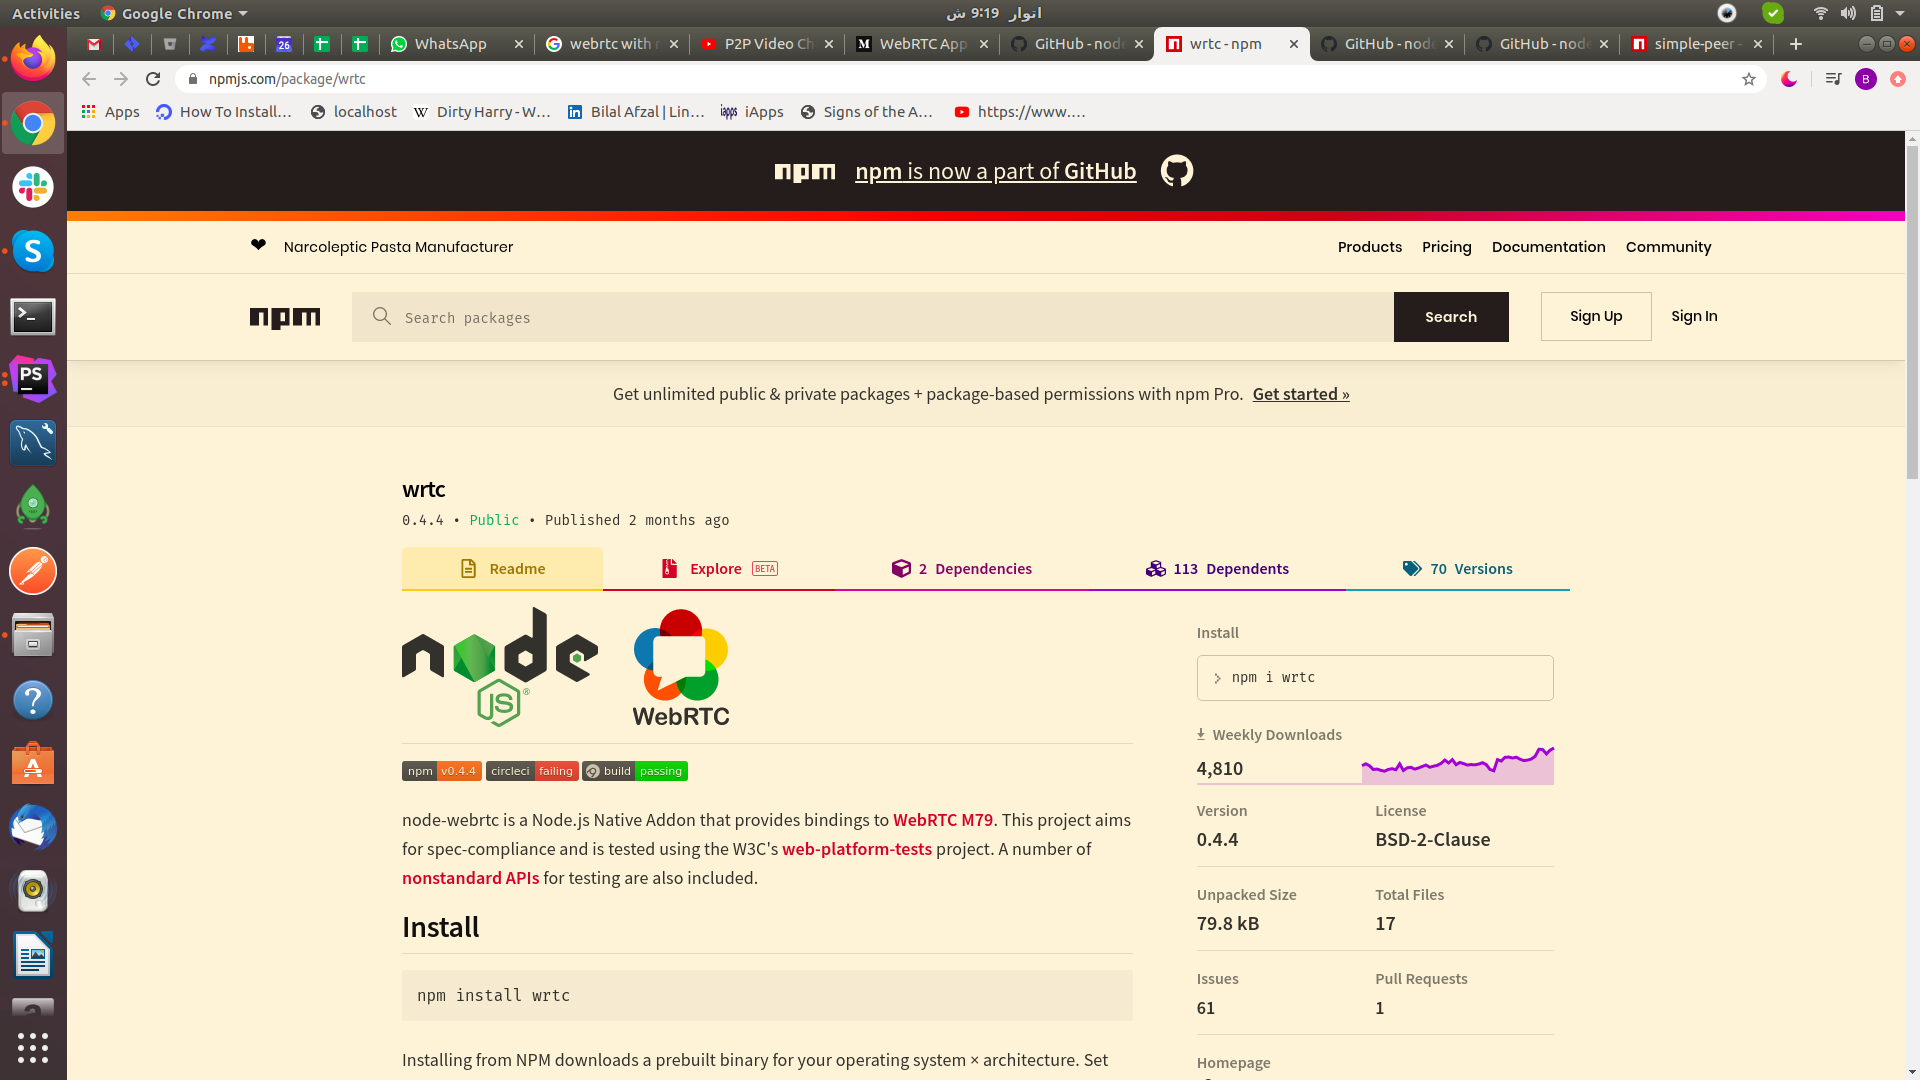 Activities
Google Chrome
اتوار 9:19 ش
26
WhatsApp
webrtc with
P2P Video Ch
WebRTC App
GitHub - node
wrtc - npm
GitHub - node
GitHub - node
simple-peer -
npmjs.com/package/wrtc
B
Apps
How To Install...
localhost
Dirty Harry - W...
Bilal Afzal | Lin...
iApps
Signs of the A...
https://www....
npm npm is now a part of GitHub
❤ Narcoleptic Pasta Manufacturer
Products
Pricing
Documentation
Community
npm
Search packages
Search
Sign Up
Sign In
Get unlimited public & private packages + package-based permissions with npm Pro. Get started »
wrtc
0.4.4 • Public • Published 2 months ago
Readme
Explore BETA
2 Dependencies
113 Dependents
70 Versions
node
JS ®
WebRTC
npm v0.4.4
circleci failing
build passing
node-webrtc is a Node.js Native Addon that provides bindings to WebRTC M79. This project aims
for spec-compliance and is tested using the W3C's web-platform-tests project. A number of
nonstandard APIs for testing are also included.
Install
npm install wrtc
Installing from NPM downloads a prebuilt binary for your operating system × architecture. Set
Install
> npm i wrtc
Weekly Downloads
4,810
Version
0.4.4
License
BSD-2-Clause
Unpacked Size
79.8 kB
Total Files
17
Issues
61
Pull Requests
1
Homepage
S
PS
A